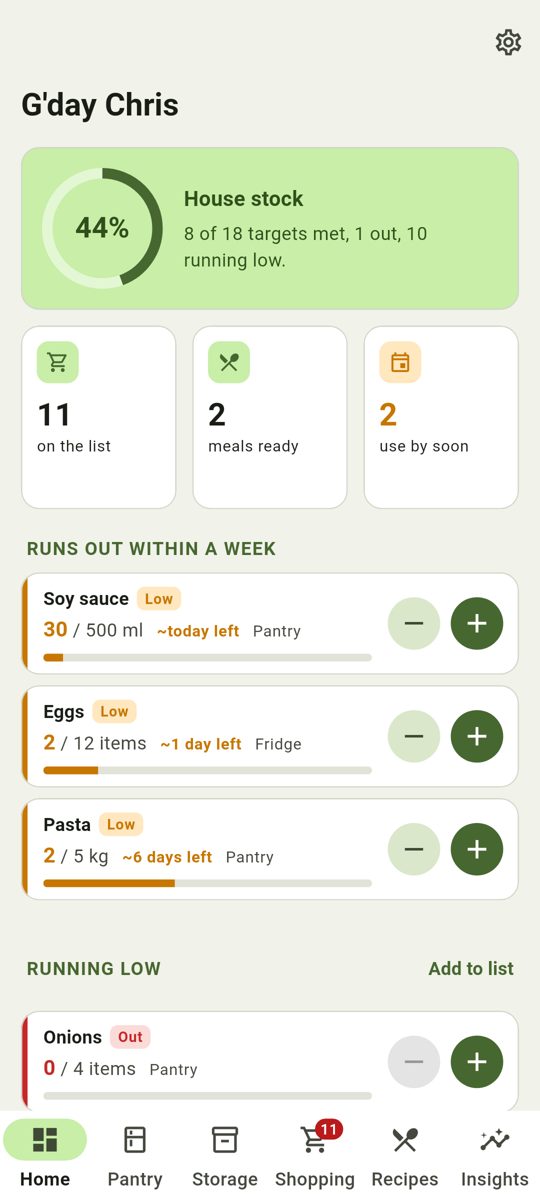 G'day Chris
44%
House stock
8 of 18 targets met, 1 out, 10
running low.
11
on the list
2
meals ready
2
use by soon
RUNS OUT WITHIN A WEEK
Soy sauce Low
30 / 500 ml ~today left Pantry
Eggs Low
2 / 12 items ~1 day left Fridge
Pasta Low
2 / 5 kg ~6 days left Pantry
RUNNING LOW Add to list
Onions Out
0 / 4 items Pantry
11
Home Pantry Storage Shopping Recipes Insights